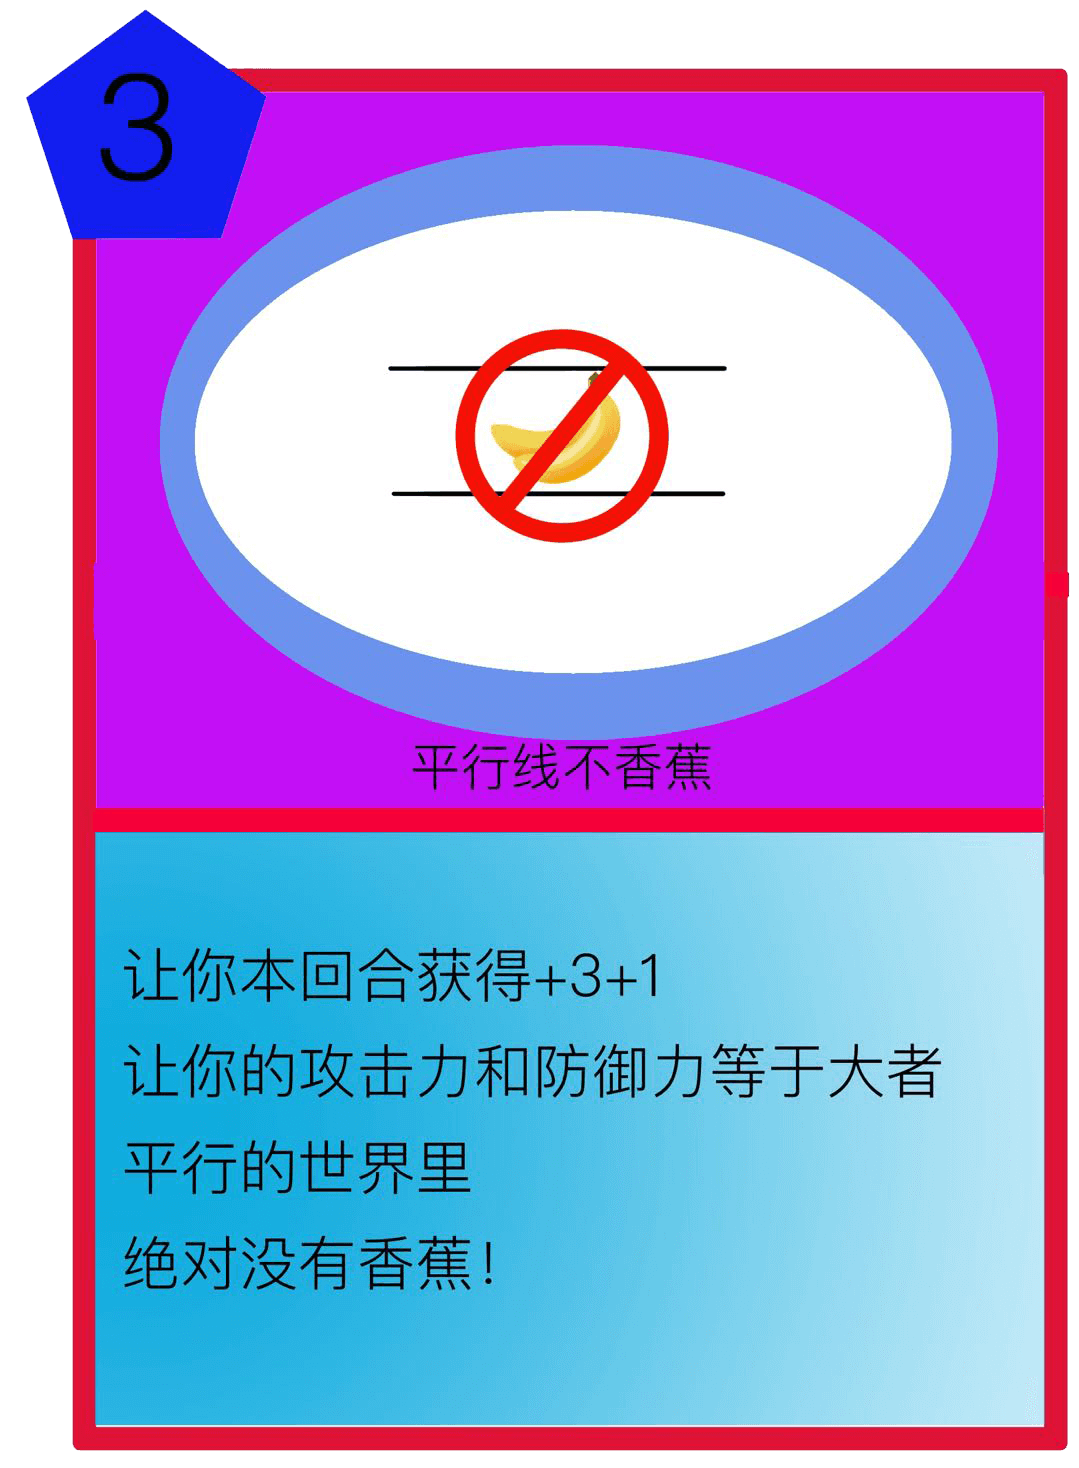 3
平行线不香蕉
让你本回合获得+3+1
让你的攻击力和防御力等于大者
平行的世界里
绝对没有香蕉！